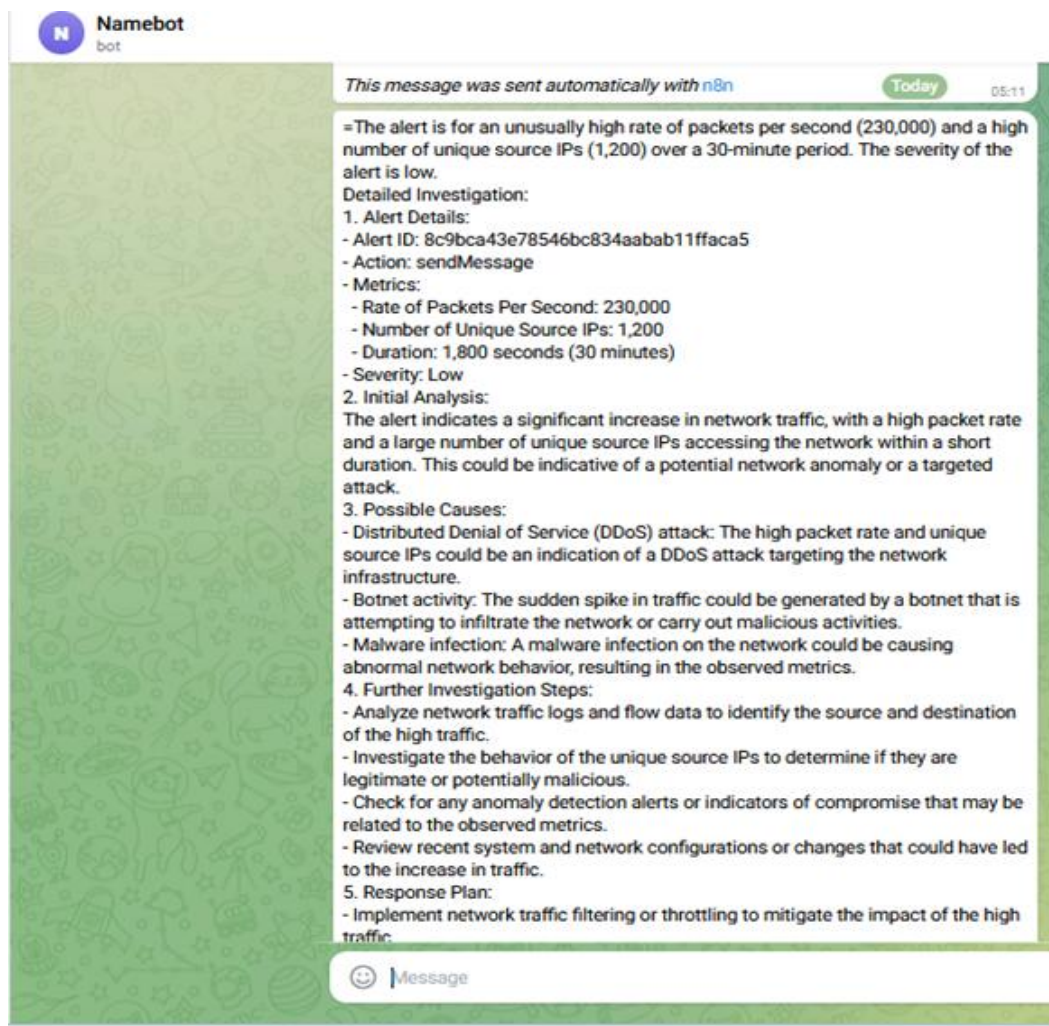 N
Namebot
bot
This message was sent automatically with n8n
Today
05:11
=The alert is for an unusually high rate of packets per second (230,000) and a high
number of unique source IPs (1,200) over a 30-minute period. The severity of the
alert is low.
Detailed Investigation:
1. Alert Details:
- Alert ID: 8c9bca43e78546bc834aabab11ffaca5
- Action: sendMessage
- Metrics:
- Rate of Packets Per Second: 230,000
- Number of Unique Source IPs: 1,200
- Duration: 1,800 seconds (30 minutes)
- Severity: Low
2. Initial Analysis:
The alert indicates a significant increase in network traffic, with a high packet rate
and a large number of unique source IPs accessing the network within a short
duration. This could be indicative of a potential network anomaly or a targeted
attack.
3. Possible Causes:
- Distributed Denial of Service (DDoS) attack: The high packet rate and unique
source IPs could be an indication of a DDoS attack targeting the network
infrastructure.
- Botnet activity: The sudden spike in traffic could be generated by a botnet that is
attempting to infiltrate the network or carry out malicious activities.
- Malware infection: A malware infection on the network could be causing
abnormal network behavior, resulting in the observed metrics.
4. Further Investigation Steps:
- Analyze network traffic logs and flow data to identify the source and destination
of the high traffic.
- Investigate the behavior of the unique source IPs to determine if they are
legitimate or potentially malicious.
- Check for any anomaly detection alerts or indicators of compromise that may be
related to the observed metrics.
- Review recent system and network configurations or changes that could have led
to the increase in traffic.
5. Response Plan:
- Implement network traffic filtering or throttling to mitigate the impact of the high
traffic
Message